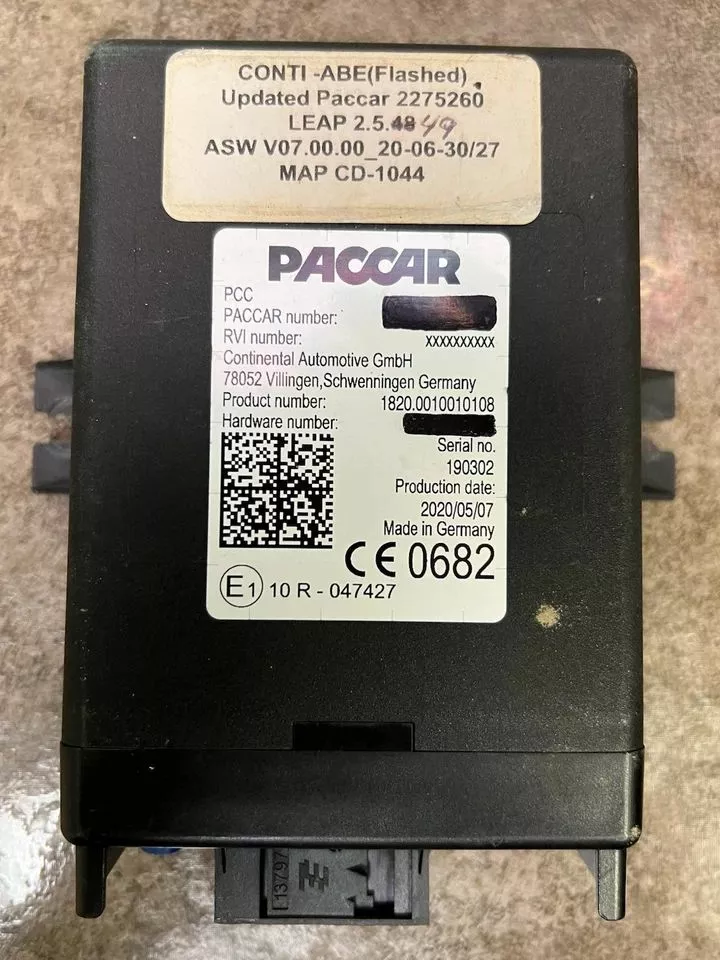 CONTI -ABE(Flashed)
Updated Paccar 2275260
LEAP 2.5.48 49
ASW V07.00.00_20-06-30/27
MAP CD-1044
PACCAR
PCC
PACCAR number:
RVI number: xxxxxxxxxx
Continental Automotive GmbH
78052 Villingen,Schwenningen Germany
Product number: 1820.0010010108
Hardware number:
Serial no.
190302
Production date:
2020/05/07
Made in Germany
CE 0682
E1 10 R - 047427